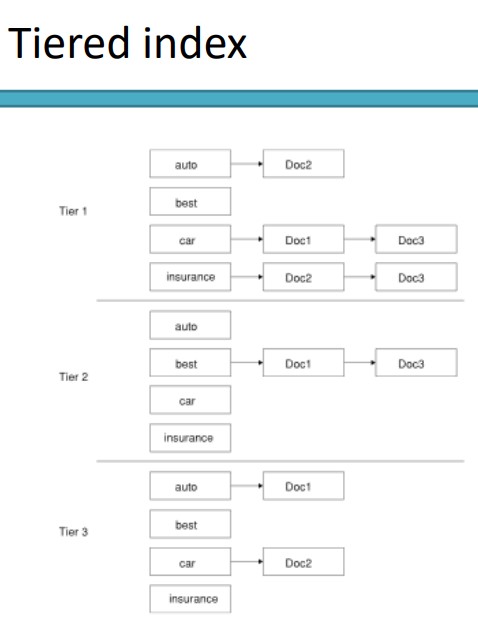 Tiered index
auto Doc2
best
Tier 1
car Doc1 Doc3
insurance Doc2 Doc3
auto
best Doc1 Doc3
Tier 2
car
insurance
auto Doc1
best
Tier 3
car Doc2
insurance